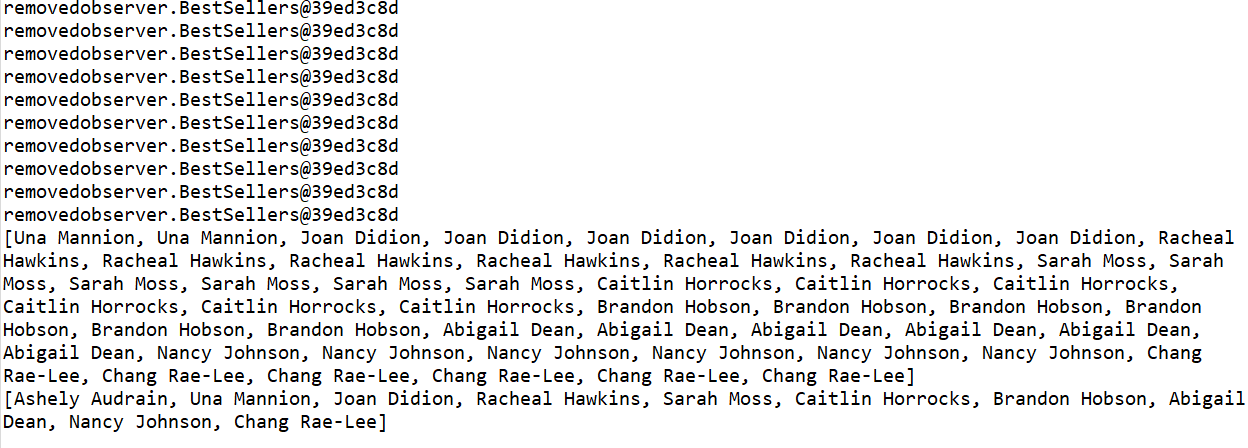 removedobserver.BestSellers@39ed3c8d
removedobserver.BestSellers@39ed3c8d
removedobserver.BestSellers@39ed3c8d
removedobserver.BestSellers@39ed3c8d
removedobserver.BestSellers@39ed3c8d
removedobserver.BestSellers@39ed3c8d
removedobserver.BestSellers@39ed3c8d
removedobserver.BestSellers@39ed3c8d
removedobserver.BestSellers@39ed3c8d
removedobserver.BestSellers@39ed3c8d
[Una Mannion, Una Mannion, Joan Didion, Joan Didion, Joan Didion, Joan Didion, Joan Didion, Joan Didion, Racheal
Hawkins, Racheal Hawkins, Racheal Hawkins, Racheal Hawkins, Racheal Hawkins, Racheal Hawkins, Sarah Moss, Sarah
Moss, Sarah Moss, Sarah Moss, Sarah Moss, Sarah Moss, Caitlin Horrocks, Caitlin Horrocks, Caitlin Horrocks,
Caitlin Horrocks, Caitlin Horrocks, Caitlin Horrocks, Brandon Hobson, Brandon Hobson, Brandon Hobson, Brandon
Hobson, Brandon Hobson, Brandon Hobson, Abigail Dean, Abigail Dean, Abigail Dean, Abigail Dean, Abigail Dean,
Abigail Dean, Nancy Johnson, Nancy Johnson, Nancy Johnson, Nancy Johnson, Nancy Johnson, Nancy Johnson, Chang
Rae-Lee, Chang Rae-Lee, Chang Rae-Lee, Chang Rae-Lee, Chang Rae-Lee, Chang Rae-Lee]
[Ashely Audrain, Una Mannion, Joan Didion, Racheal Hawkins, Sarah Moss, Caitlin Horrocks, Brandon Hobson, Abigail
Dean, Nancy Johnson, Chang Rae-Lee]